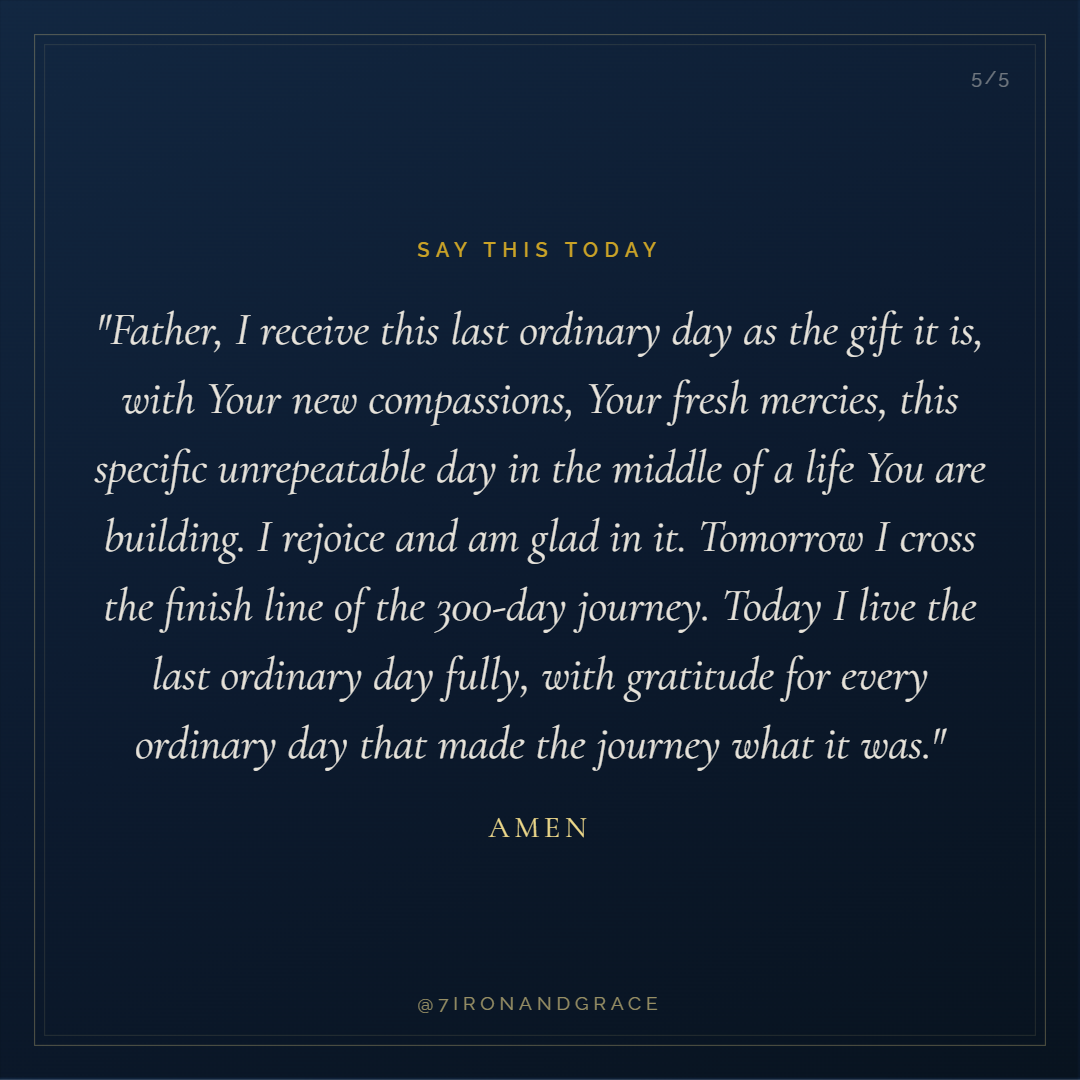 5/5
SAY THIS TODAY
"Father, I receive this last ordinary day as the gift it is,
with Your new compassions, Your fresh mercies, this
specific unrepeatable day in the middle of a life You are
building. I rejoice and am glad in it. Tomorrow I cross
the finish line of the 300-day journey. Today I live the
last ordinary day fully, with gratitude for every
ordinary day that made the journey what it was."
AMEN
@7IRONANDGRACE